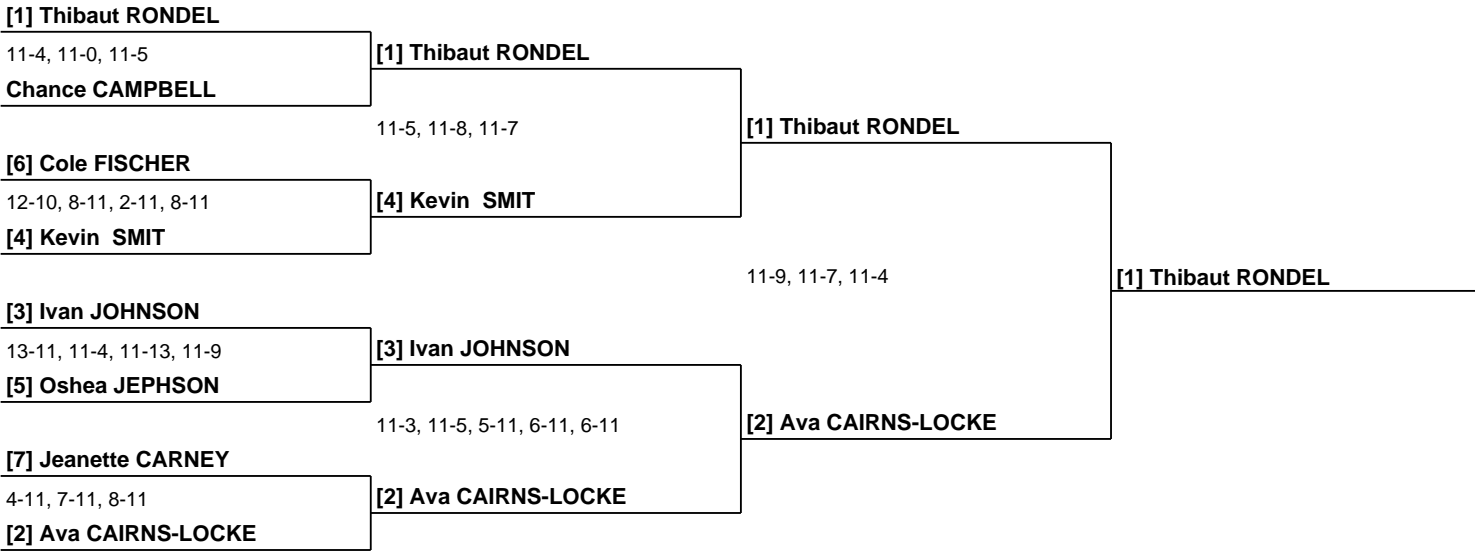 [1] Thibaut RONDEL
11-4, 11-0, 11-5
[1] Thibaut RONDEL
Chance CAMPBELL
11-5, 11-8, 11-7
[1] Thibaut RONDEL
[6] Cole FISCHER
12-10, 8-11, 2-11, 8-11
[4] Kevin  SMIT
[4] Kevin  SMIT
11-9, 11-7, 11-4
[1] Thibaut RONDEL
[3] Ivan JOHNSON
13-11, 11-4, 11-13, 11-9
[3] Ivan JOHNSON
[5] Oshea JEPHSON
11-3, 11-5, 5-11, 6-11, 6-11
[2] Ava CAIRNS-LOCKE
[7] Jeanette CARNEY
4-11, 7-11, 8-11
[2] Ava CAIRNS-LOCKE
[2] Ava CAIRNS-LOCKE